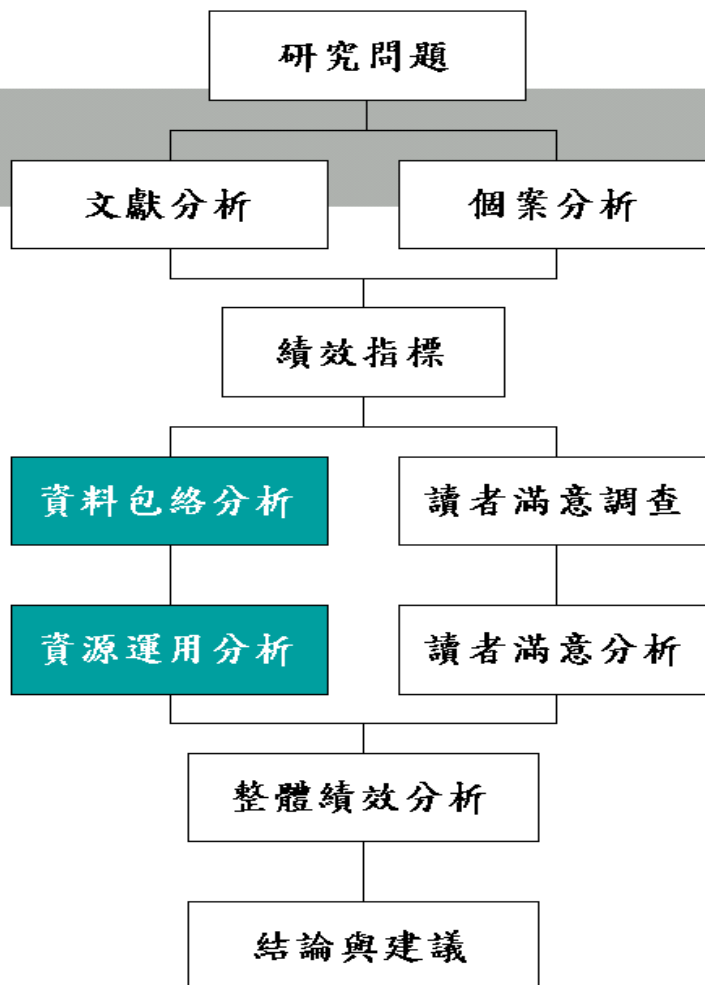 研究問題
文獻分析
個案分析
績效指標
資料包絡分析
讀者滿意調查
資源運用分析
讀者滿意分析
整體績效分析
結論與建議